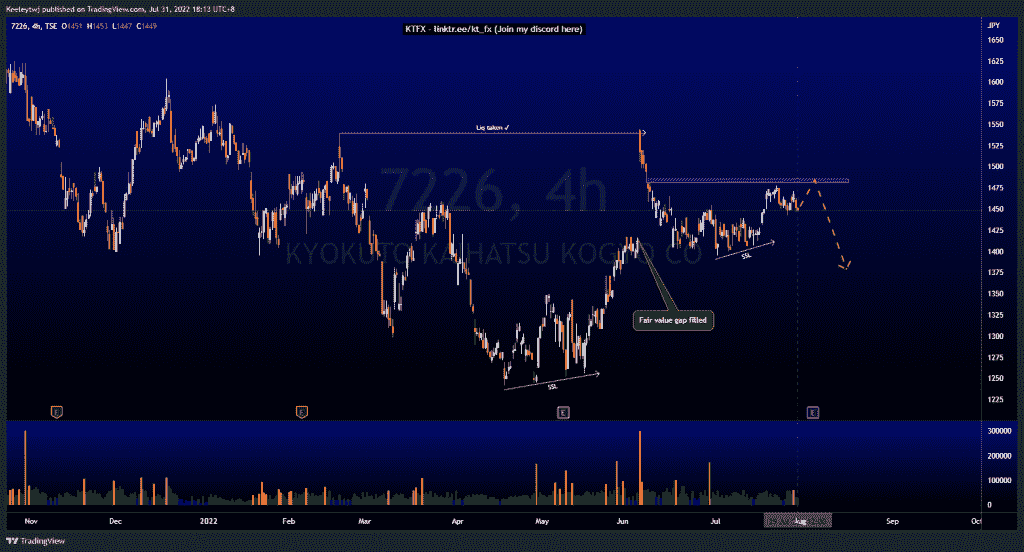 Keeleytwj published on TradingView.com, Jul 31, 2022 18:13 UTC+8
7226, 4h, TSE O1451 H1453 L1447 C1449
KTFX - linktr.ee/kt_fx (Join my discord here)
JPY
1650
1625
1600
1575
1550
1525
1500
1475
1450
1425
1400
1375
1350
1325
1300
1275
1250
1225
Liq taken ✓
7226, 4h
KYOKUTO KAIHATSU KOGYO CO
SSL
Fair value gap filled
SSL
E
E
E
E
300000
200000
100000
0
Nov
Dec
2022
Feb
Mar
Apr
May
Jun
Jul
Aug
Sep
Oct
TradingView